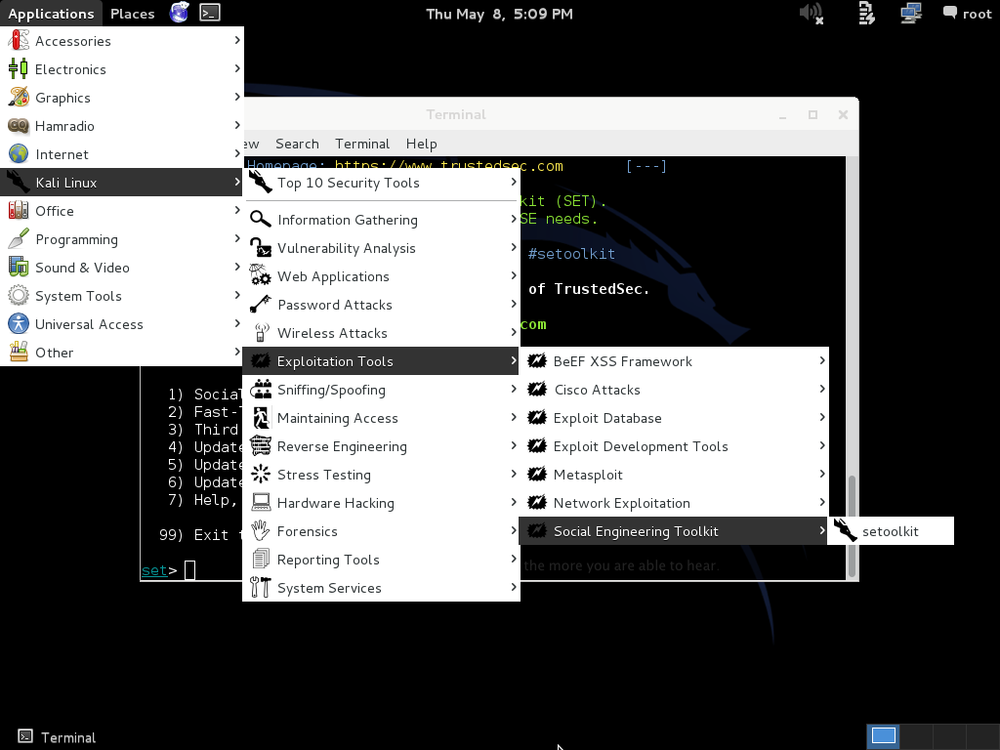 Applications Places Thu May 8, 5:09 PM root
Accessories
Electronics
Graphics
Hamradio
Internet
Kali Linux
Office
Programming
Sound & Video
System Tools
Universal Access
Other
Terminal
Search Terminal Help
Homepage: https://www.trustedsec.com [---]
(SET).
needs.
#setoolkit
of TrustedSec.
com
Top 10 Security Tools
Information Gathering
Vulnerability Analysis
Web Applications
Password Attacks
Wireless Attacks
Exploitation Tools
Sniffing/Spoofing
Maintaining Access
Reverse Engineering
Stress Testing
Hardware Hacking
Forensics
Reporting Tools
System Services
BeEF XSS Framework
Cisco Attacks
Exploit Database
Exploit Development Tools
Metasploit
Network Exploitation
Social Engineering Toolkit
setoolkit
1) Social
2) Fast-
3) Third
4) Update
5) Update
6) Update
7) Help,
99) Exit
set>
the more you are able to hear.
Terminal